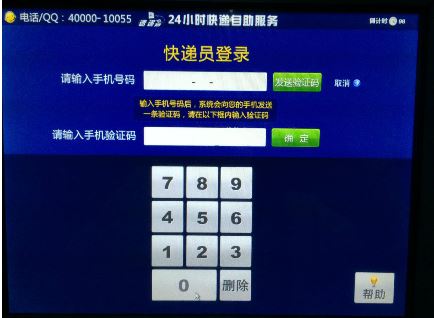 电话/QQ：40000-10055 速递易 24小时快递自助服务 倒计时 98
快递员登录
请输入手机号码 - - 发送验证码 取消
输入手机号码后，系统会向您的手机发送
一条验证码，请在以下框内输入验证码
请输入手机验证码 确 定
7 8 9
4 5 6
1 2 3
0 删除
帮助